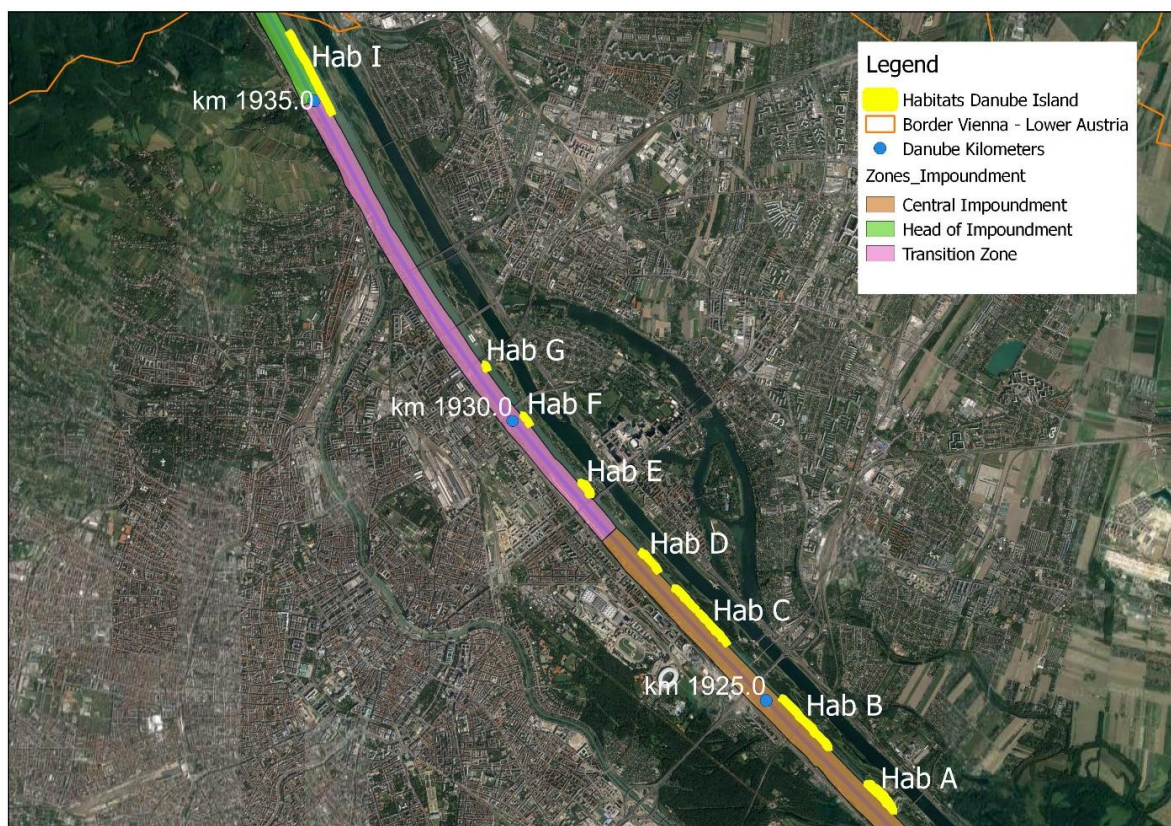 Hab I
km 1935.0
Legend
Habitats Danube Island
Border Vienna - Lower Austria
Danube Kilometers
Zones_Impoundment
Central Impoundment
Head of Impoundment
Transition Zone
Hab G
km 1930.0
Hab F
Hab E
Hab D
Hab C
km 1925.0
Hab B
Hab A